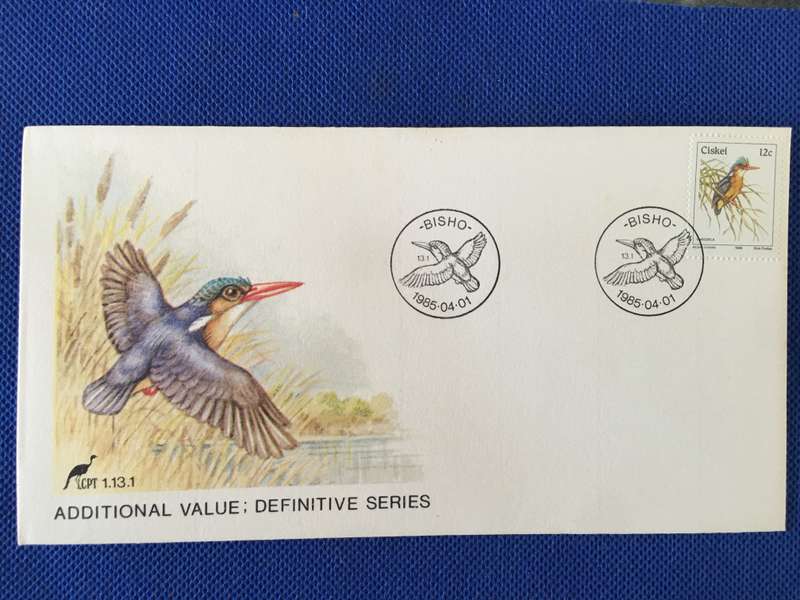 Ciskei 12c
1985
-BISHO-
13.1
1985·04·01
-BISHO-
13.1
1985·04·01
CPT 1.13.1
ADDITIONAL VALUE; DEFINITIVE SERIES